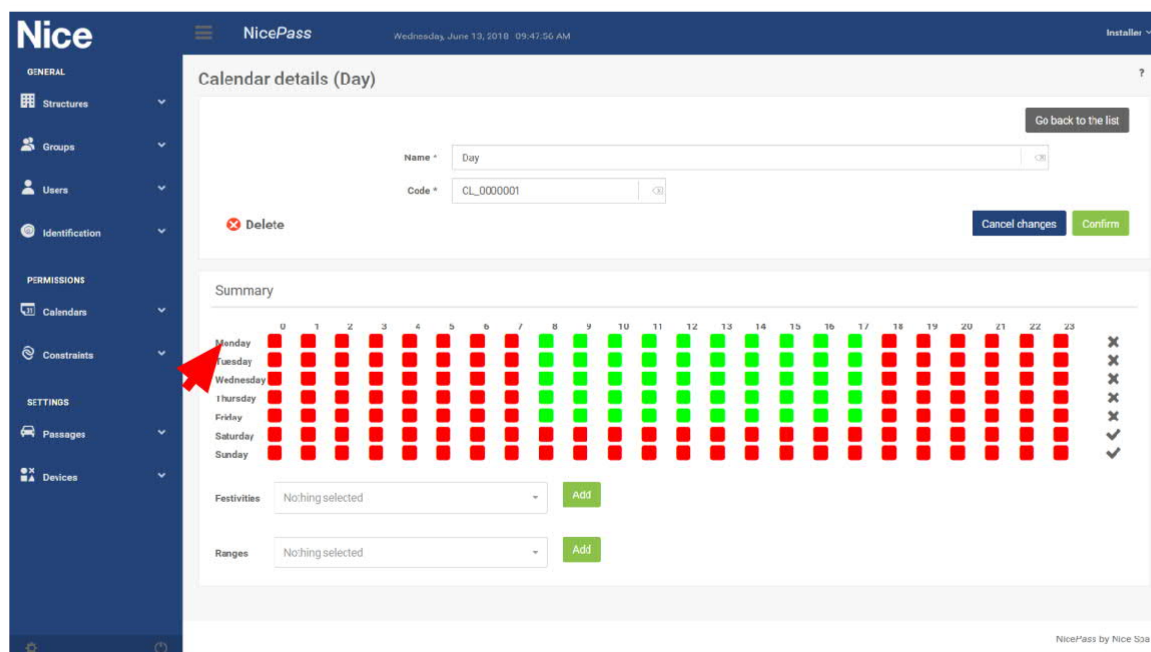 Nice
NicePass
Wednesday, June 13, 2018 09:47:56 AM
Installer
GENERAL
Structures
Groups
Users
Identification
PERMISSIONS
Calendars
Constraints
SETTINGS
Passages
Devices
Calendar details (Day)
?
Go back to the list
Name *
Day
Code *
CL_0000001
Delete
Cancel changes
Confirm
Summary
0 1 2 3 4 5 6 7 8 9 10 11 12 13 14 15 16 17 18 19 20 21 22 23
Monday
Tuesday
Wednesday
Thursday
Friday
Saturday
Sunday
Festivities
Nothing selected
Add
Ranges
Nothing selected
Add
NicePass by Nice Spa